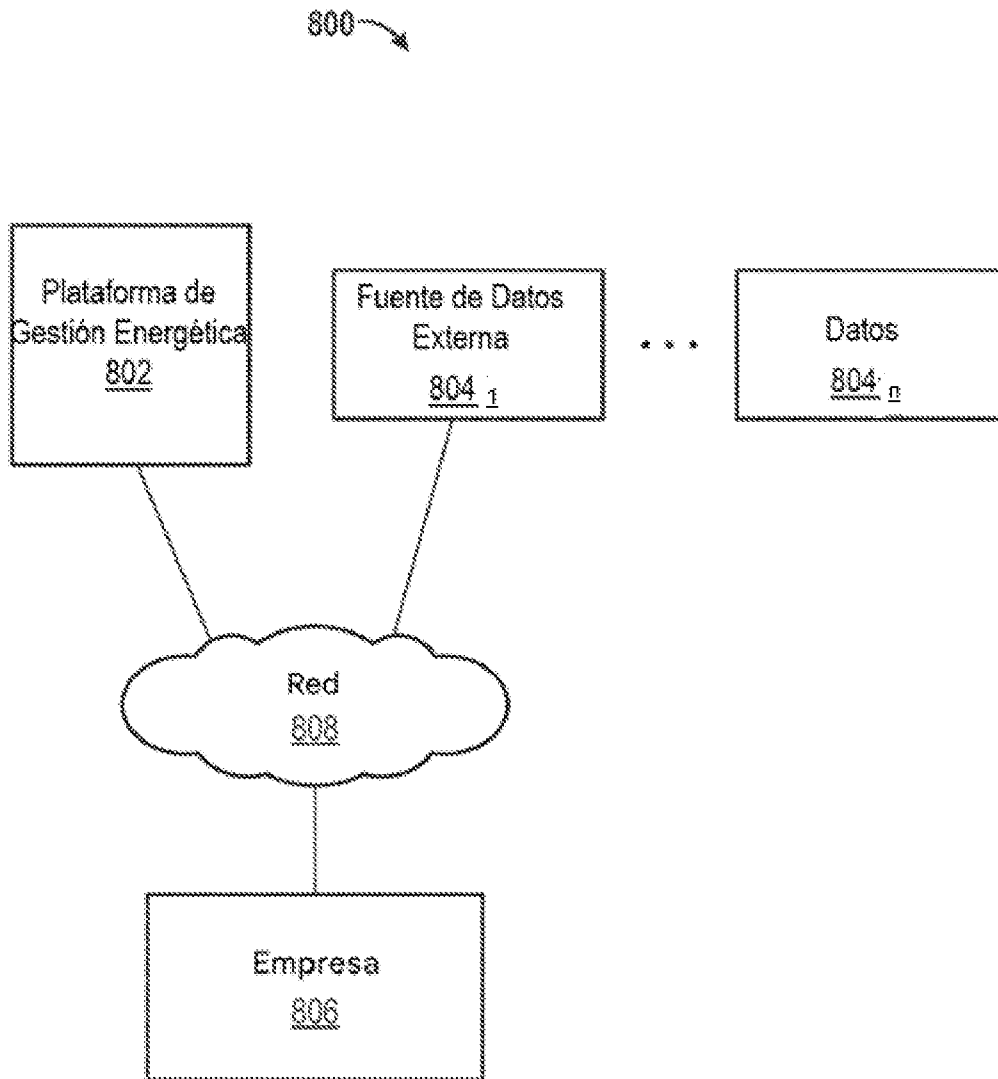 800
Plataforma de
Gestión Energética
802
Fuente de Datos
Externa
804 1
. . .
Datos
804 n
Red
808
Empresa
806